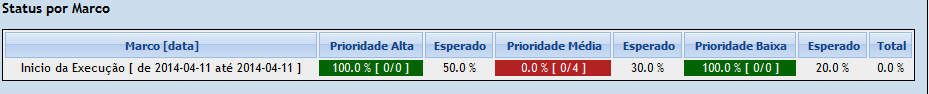 Status por Marco
Marco [data] Prioridade Alta Esperado Prioridade Média Esperado Prioridade Baixa Esperado Total
Inicio da Execução [ de 2014-04-11 até 2014-04-11 ] 100.0 % [ 0/0 ] 50.0 % 0.0 % [ 0/4 ] 30.0 % 100.0 % [ 0/0 ] 20.0 % 0.0 %